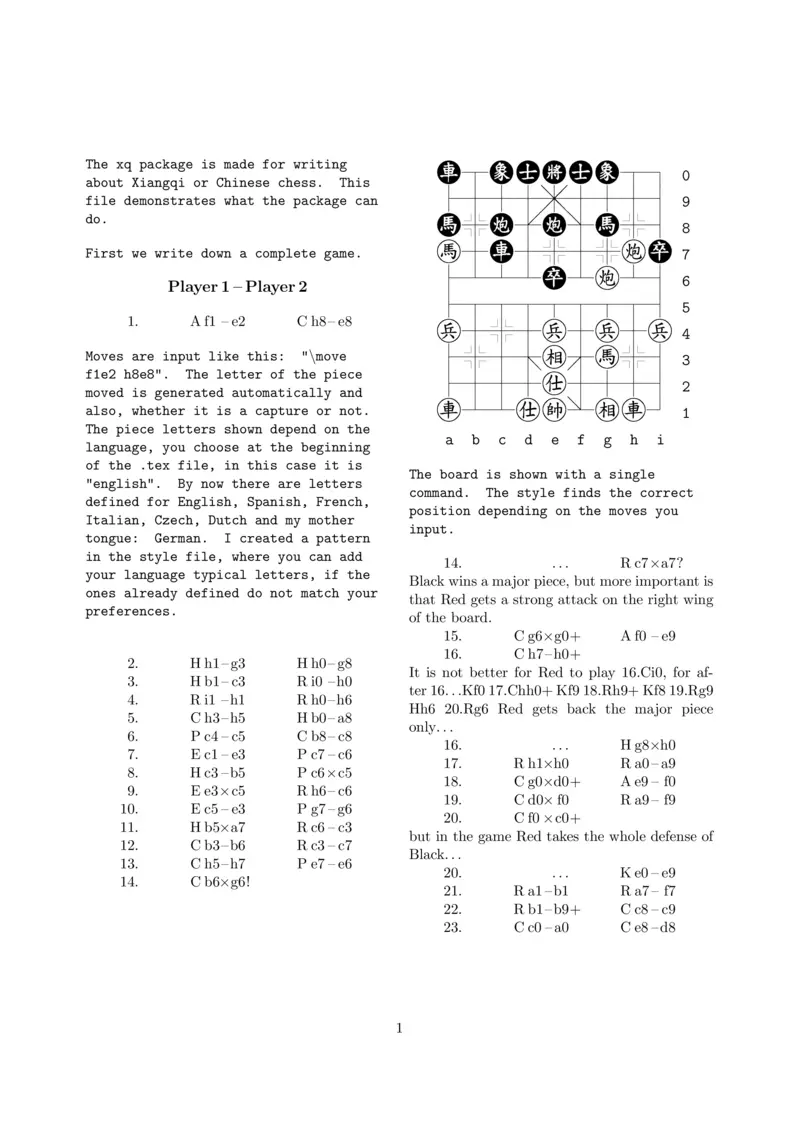 The xq package is made for writing
about Xiangqi or Chinese chess. This
file demonstrates what the package can
do.
First we write down a complete game.
Player 1 – Player 2
1. A f1 – e2 C h8 – e8
Moves are input like this: "\move
f1e2 h8e8". The letter of the piece
moved is generated automatically and
also, whether it is a capture or not.
The piece letters shown depend on the
language, you choose at the beginning
of the .tex file, in this case it is
"english". By now there are letters
defined for English, Spanish, French,
Italian, Czech, Dutch and my mother
tongue: German. I created a pattern
in the style file, where you can add
your language typical letters, if the
ones already defined do not match your
preferences.
2. H h1 – g3 H h0 – g8
3. H b1 – c3 R i0 – h0
4. R i1 – h1 R h0 – h6
5. C h3 – h5 H b0 – a8
6. P c4 – c5 C b8 – c8
7. E c1 – e3 P c7 – c6
8. H c3 – b5 P c6×c5
9. E e3×c5 R h6 – c6
10. E c5 – e3 P g7 – g6
11. H b5×a7 R c6 – c3
12. C b3 – b6 R c3 – c7
13. C h5 – h7 P e7 – e6
14. C b6×g6!
車 象 士 將 士 象 0
9
馬 炮 炮 馬 8
馬 車 炮 卒 7
卒 炮 6
5
兵 兵 兵 兵 4
相 馬 3
仕 2
車 仕 帥 相 車 1
a b c d e f g h i
The board is shown with a single
command. The style finds the correct
position depending on the moves you
input.
14. ... R c7×a7?
Black wins a major piece, but more important is
that Red gets a strong attack on the right wing
of the board.
15. C g6×g0+ A f0 – e9
16. C h7 – h0+
It is not better for Red to play 16.Ci0, for af-
ter 16...Kf0 17.Chh0+ Kf9 18.Rh9+ Kf8 19.Rg9
Hh6 20.Rg6 Red gets back the major piece
only...
16. ... H g8×h0
17. R h1×h0 R a0 – a9
18. C g0×d0+ A e9 – f0
19. C d0× f0 R a9 – f9
20. C f0 ×c0+
but in the game Red takes the whole defense of
Black...
20. ... K e0 – e9
21. R a1 – b1 R a7 – f7
22. R b1 – b9+ C c8 – c9
23. C c0 – a0 C e8 – d8
1